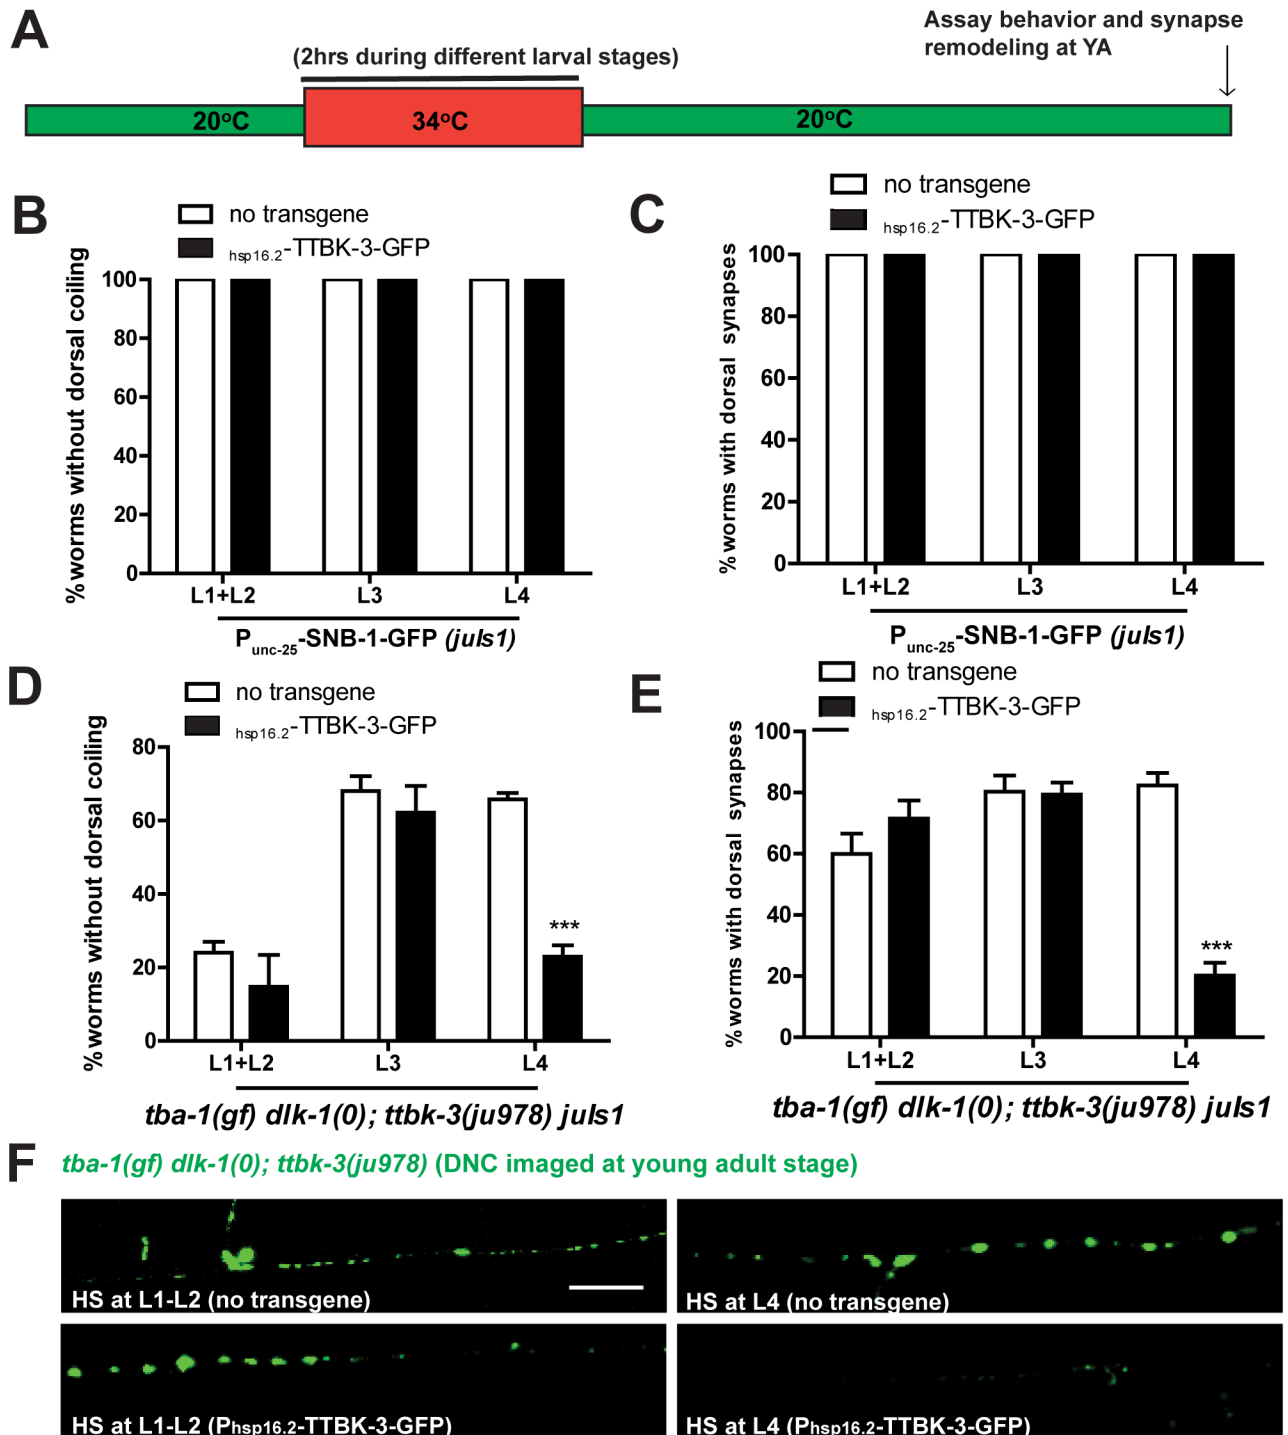 A
Assay behavior and synapse
remodeling at YA
(2hrs during different larval stages)
20°C
34°C
20°C
B
no transgene
hsp16.2-TTBK-3-GFP
% worms without dorsal coiling
100
80
60
40
20
0
L1+L2
L3
L4
Punc-25-SNB-1-GFP (juIs1)
C
no transgene
hsp16.2-TTBK-3-GFP
% worms with dorsal synapses
100
80
60
40
20
0
L1+L2
L3
L4
Punc-25-SNB-1-GFP (juIs1)
D
no transgene
hsp16.2-TTBK-3-GFP
% worms without dorsal coiling
80
60
40
20
0
***
L1+L2
L3
L4
tba-1(gf) dlk-1(0); ttbk-3(ju978) juIs1
E
no transgene
hsp16.2-TTBK-3-GFP
% worms with dorsal synapses
100
80
60
40
20
0
***
L1+L2
L3
L4
tba-1(gf) dlk-1(0); ttbk-3(ju978) juIs1
F
tba-1(gf) dlk-1(0); ttbk-3(ju978) (DNC imaged at young adult stage)
HS at L1-L2 (no transgene)
HS at L4 (no transgene)
HS at L1-L2 (Phsp16.2-TTBK-3-GFP)
HS at L4 (Phsp16.2-TTBK-3-GFP)